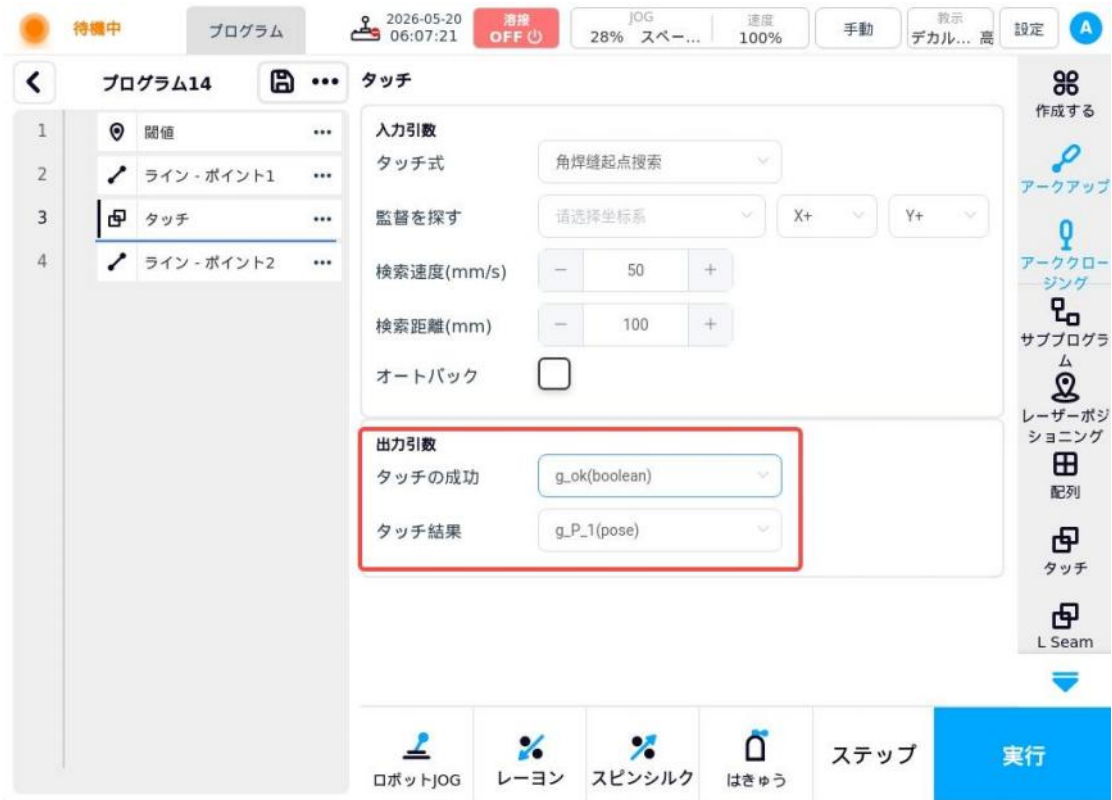 待機中
プログラム
2026-05-20
06:07:21
溶接
OFF
JOG
28% スペー...
速度
100%
手動
教示
デカル... 高
設定
A
プログラム14
1 閾値
2 ライン - ポイント1
3 タッチ
4 ライン - ポイント2
タッチ
入力引数
タッチ式 角焊缝起点搜索
監督を探す 请选择坐标系 X+ Y+
検索速度(mm/s) − 50 +
検索距離(mm) − 100 +
オートバック
出力引数
タッチの成功 g_ok(boolean)
タッチ結果 g_P_1(pose)
作成する
アークアップ
アーククロー
ジング
サブプログラ
ム
レーザーポジ
ショニング
配列
タッチ
L Seam
ロボットJOG
レーヨン
スピンシルク
はきゅう
ステップ
実行